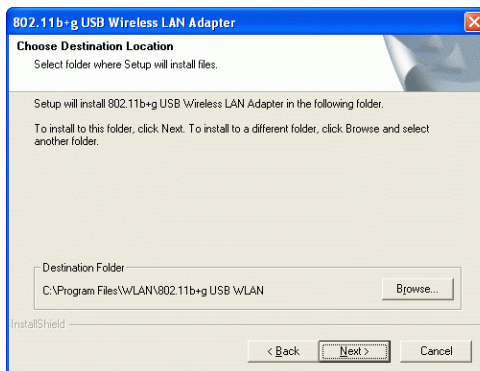 802.11b+g USB Wireless LAN Adapter
Choose Destination Location
Select folder where Setup will install files.
Setup will install 802.11b+g USB Wireless LAN Adapter in the following folder.
To install to this folder, click Next. To install to a different folder, click Browse and select
another folder.
Destination Folder
C:\Program Files\WLAN\802.11b+g USB WLAN
Browse...
InstallShield
< Back
Next >
Cancel